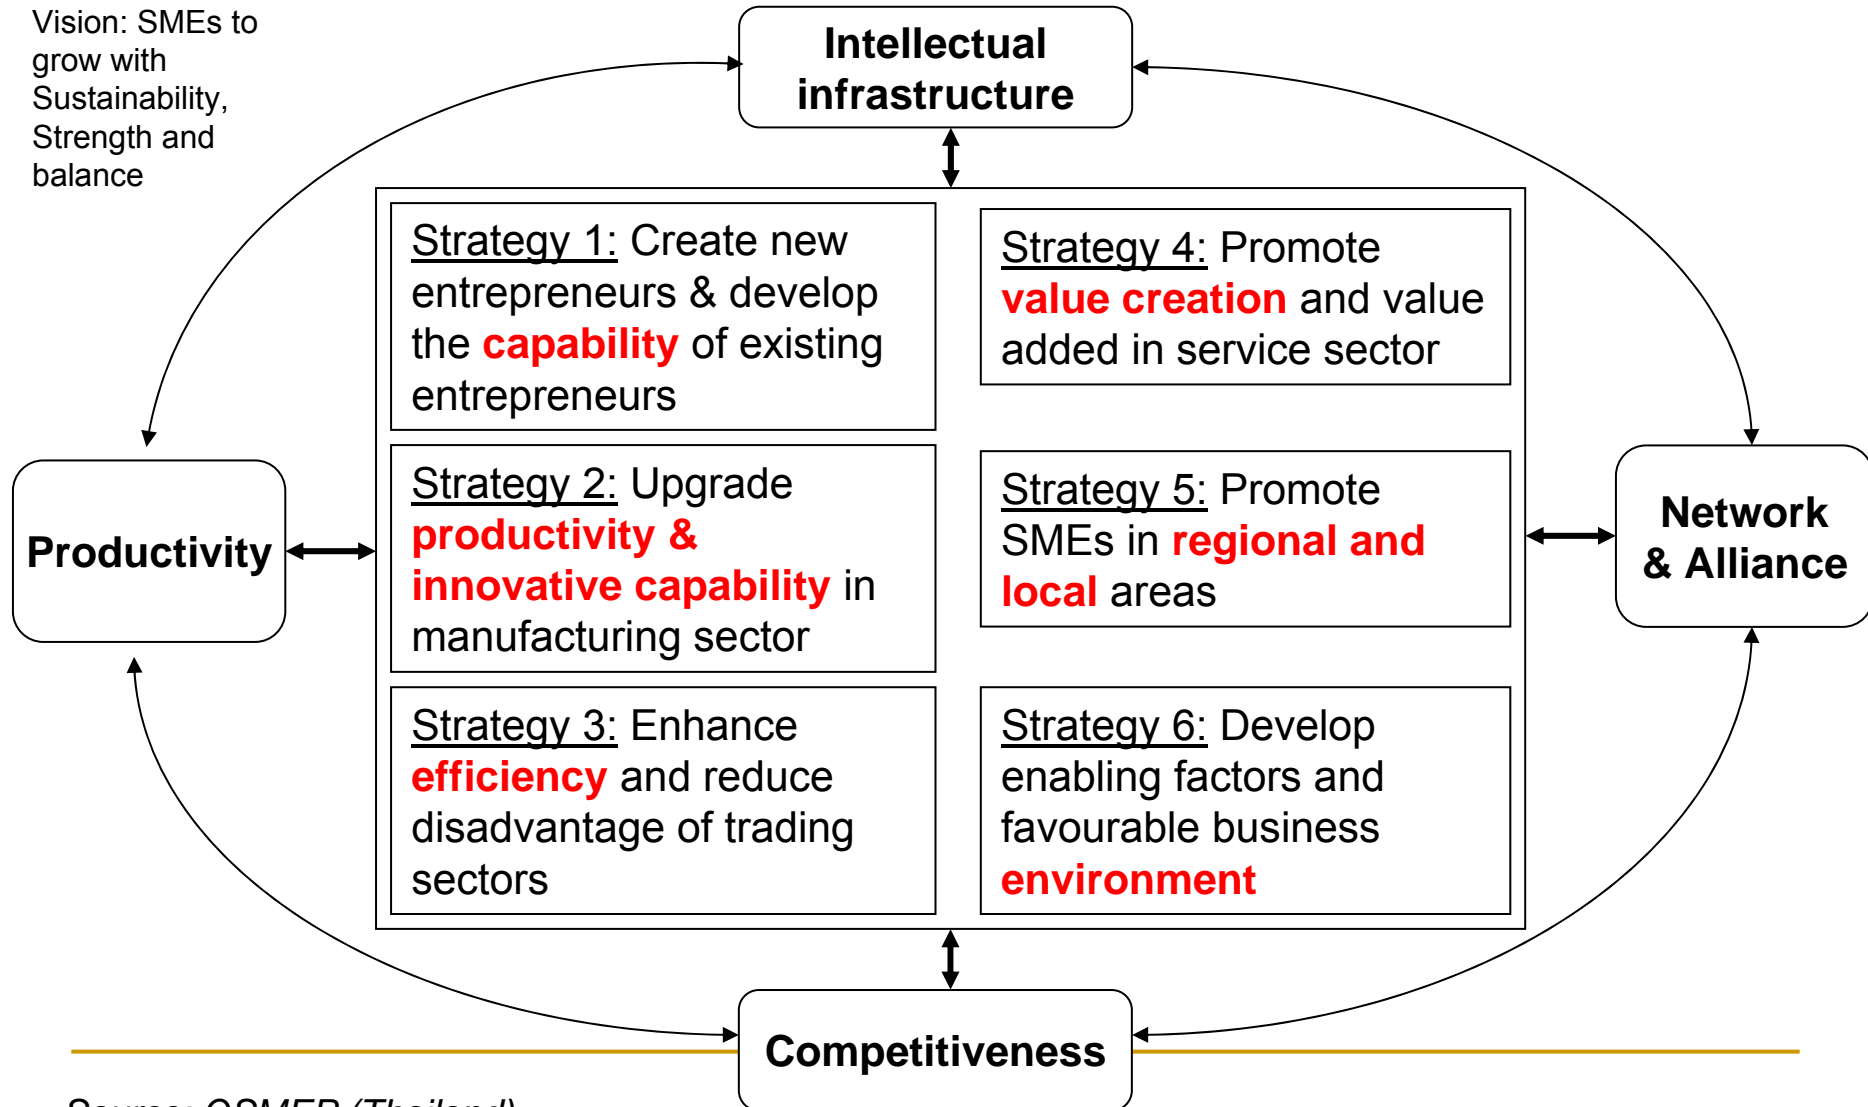 Vision: SMEs to
grow with
Sustainability,
Strength and
balance
Intellectual
infrastructure
Strategy 1: Create new
entrepreneurs & develop
the capability of existing
entrepreneurs
Strategy 4: Promote
value creation and value
added in service sector
Productivity
Strategy 2: Upgrade
productivity &
innovative capability in
manufacturing sector
Strategy 5: Promote
SMEs in regional and
local areas
Network
& Alliance
Strategy 3: Enhance
efficiency and reduce
disadvantage of trading
sectors
Strategy 6: Develop
enabling factors and
favourable business
environment
Competitiveness
Source: OSMEP (Thailand)